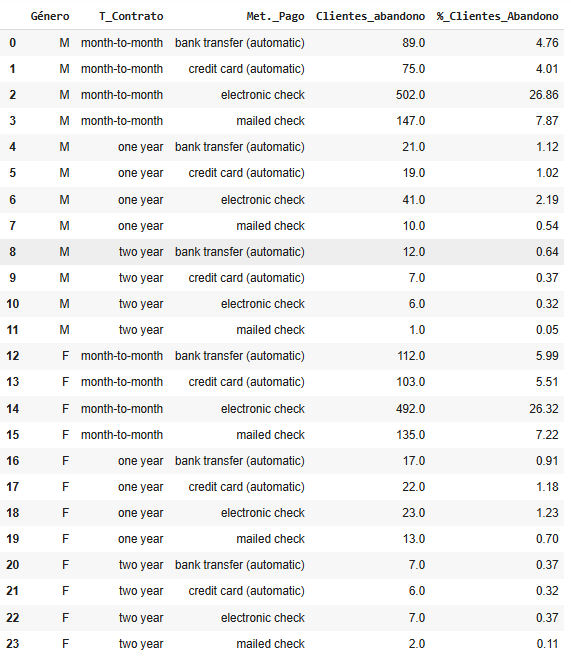 Género T_Contrato Met._Pago Clientes_abandono %_Clientes_Abandono
0 M month-to-month bank transfer (automatic) 89.0 4.76
1 M month-to-month credit card (automatic) 75.0 4.01
2 M month-to-month electronic check 502.0 26.86
3 M month-to-month mailed check 147.0 7.87
4 M one year bank transfer (automatic) 21.0 1.12
5 M one year credit card (automatic) 19.0 1.02
6 M one year electronic check 41.0 2.19
7 M one year mailed check 10.0 0.54
8 M two year bank transfer (automatic) 12.0 0.64
9 M two year credit card (automatic) 7.0 0.37
10 M two year electronic check 6.0 0.32
11 M two year mailed check 1.0 0.05
12 F month-to-month bank transfer (automatic) 112.0 5.99
13 F month-to-month credit card (automatic) 103.0 5.51
14 F month-to-month electronic check 492.0 26.32
15 F month-to-month mailed check 135.0 7.22
16 F one year bank transfer (automatic) 17.0 0.91
17 F one year credit card (automatic) 22.0 1.18
18 F one year electronic check 23.0 1.23
19 F one year mailed check 13.0 0.70
20 F two year bank transfer (automatic) 7.0 0.37
21 F two year credit card (automatic) 6.0 0.32
22 F two year electronic check 7.0 0.37
23 F two year mailed check 2.0 0.11